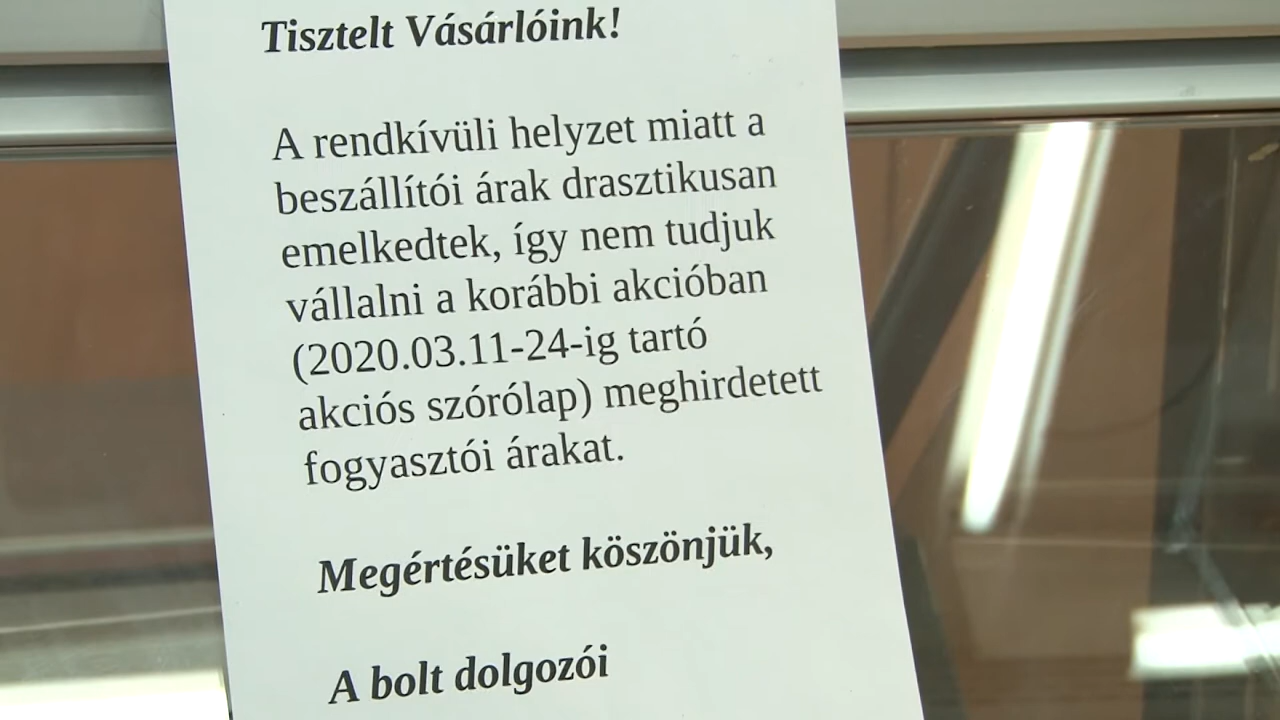 Tisztelt Vásárlóink!
A rendkívüli helyzet miatt a
beszállítói árak drasztikusan
emelkedtek, így nem tudjuk
vállalni a korábbi akcióban
(2020.03.11-24-ig tartó
akciós szórólap) meghirdetett
fogyasztói árakat.
Megértésüket köszönjük,
A bolt dolgozói